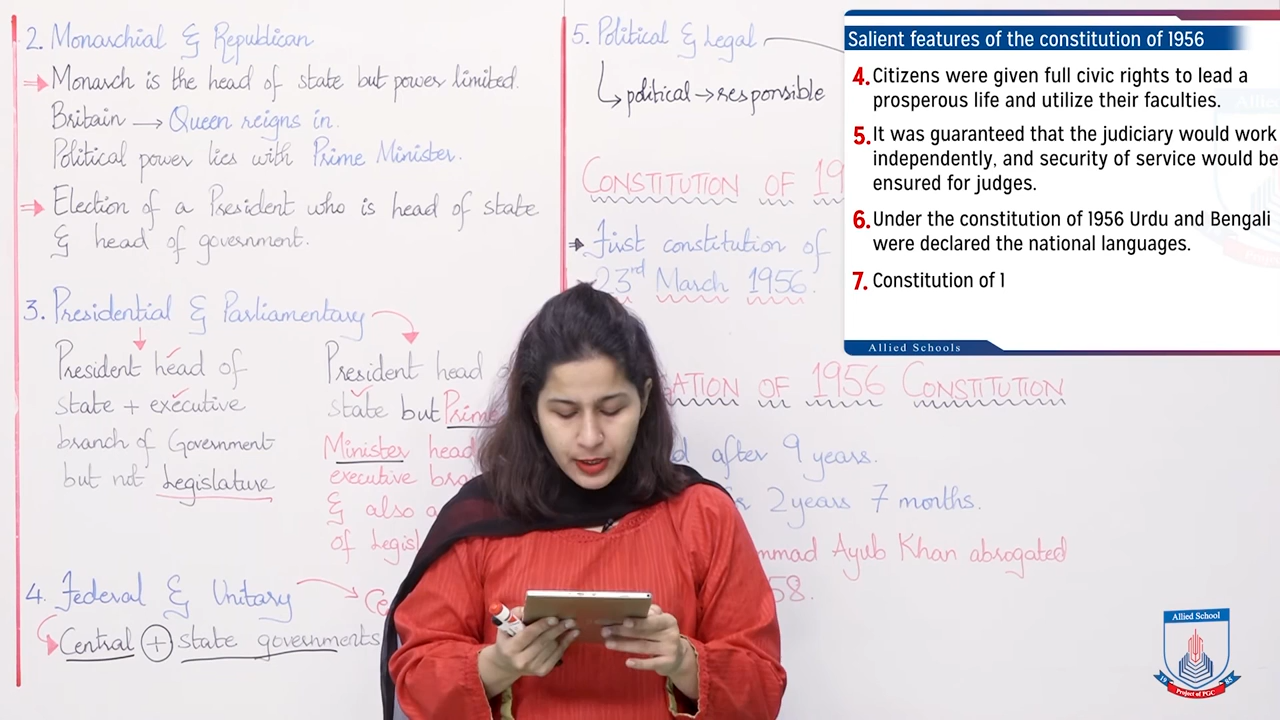 2. Monarchial & Republican
⇒ Monarch is the head of state but power limited.
Britain → Queen reigns in.
Political power lies with Prime Minister.
⇒ Election of a President who is head of state
& head of government.
3. Presidential & Parliamentary
President head of
state + executive
branch of Government
but not Legislature
President head
state but Prime
Minister head
executive
& also
of
4. Federal & Unitary
Central + state governments
5. Political & Legal
political → responsible
CONSTITUTION OF 19
First constitution of
23rd March 1956.
OF 1956 CONSTITUTION
after 9 years.
2 years 7 months.
Ayub Khan abrogated
58.
Salient features of the constitution of 1956
4. Citizens were given full civic rights to lead a
prosperous life and utilize their faculties.
5. It was guaranteed that the judiciary would work
independently, and security of service would be
ensured for judges.
6. Under the constitution of 1956 Urdu and Bengali
were declared the national languages.
7. Constitution of 1
Allied Schools
Allied School
19 85
Project of PGC